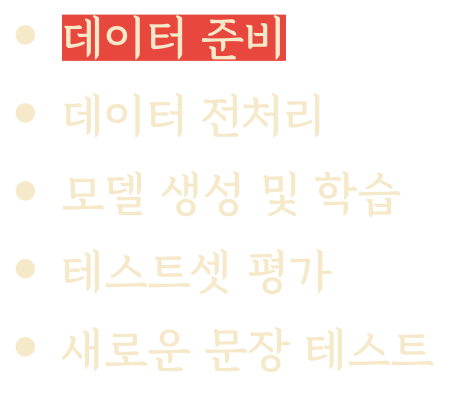 • 데이터 준비
• 데이터 전처리
• 모델 생성 및 학습
• 테스트셋 평가
• 새로운 문장 테스트